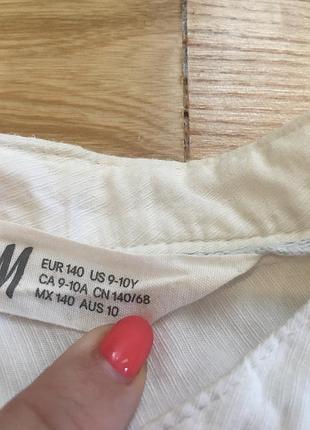 M
EUR 140 US 9-10Y
CA 9-10A CN 140/68
MX 140 AUS 10